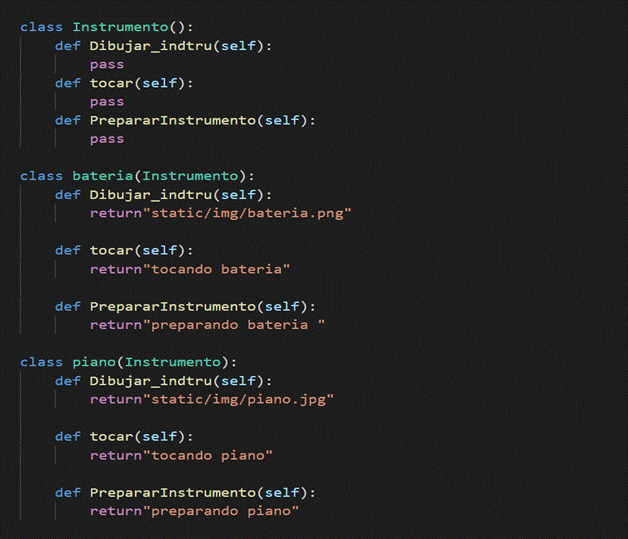 class Instrumento():
    def Dibujar_indtru(self):
        pass
    def tocar(self):
        pass
    def PrepararInstrumento(self):
        pass
class bateria(Instrumento):
    def Dibujar_indtru(self):
        return"static/img/bateria.png"
    def tocar(self):
        return"tocando bateria"
    def PrepararInstrumento(self):
        return"preparando bateria "
class piano(Instrumento):
    def Dibujar_indtru(self):
        return"static/img/piano.jpg"
    def tocar(self):
        return"tocando piano"
    def PrepararInstrumento(self):
        return"preparando piano"